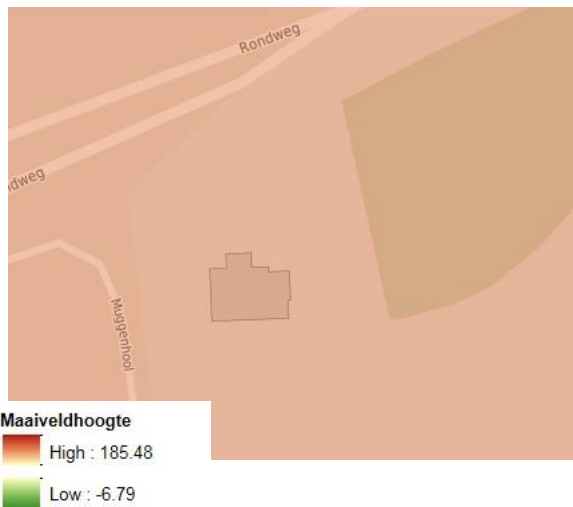 Rondweg
ndweg
Muggenhool
Maaiveldhoogte
High : 185.48
Low : -6.79